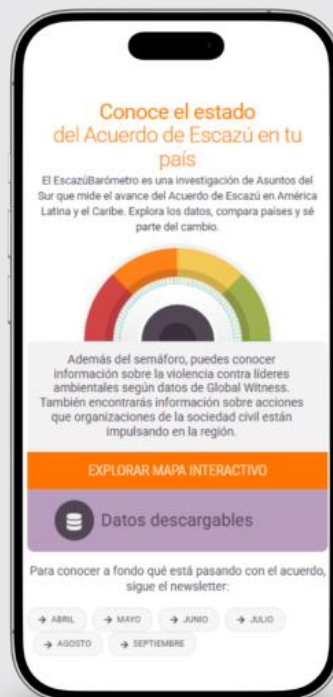 Conoce el estado
del Acuerdo de Escazú en tu
país
El EscazúBarómetro es una investigación de Asuntos del
Sur que mide el avance del Acuerdo de Escazú en América
Latina y el Caribe. Explora los datos, compara países y sé
parte del cambio.
Además del semáforo, puedes conocer
información sobre la violencia contra líderes
ambientales según datos de Global Witness.
También encontrarás información sobre acciones
que organizaciones de la sociedad civil están
impulsando en la región.
EXPLORAR MAPA INTERACTIVO
Datos descargables
Para conocer a fondo qué está pasando con el acuerdo,
sigue el newsletter:
→ ABRIL → MAYO → JUNIO → JULIO
→ AGOSTO → SEPTIEMBRE